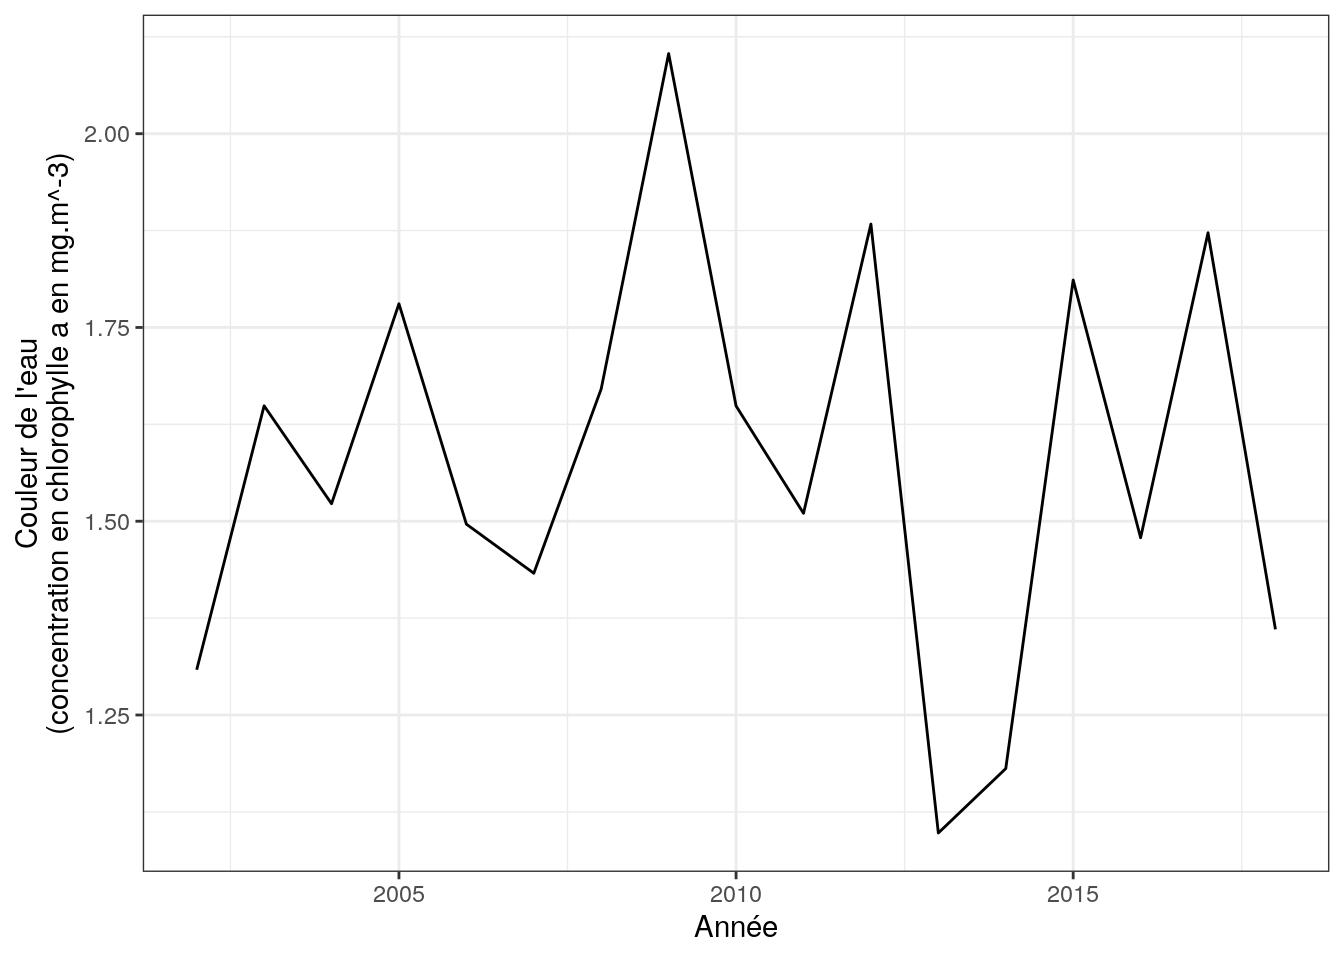 Couleur de l'eau
(concentration en chlorophylle a en mg.m^-3)
2.00
1.75
1.50
1.25
2005
2010
2015
Année